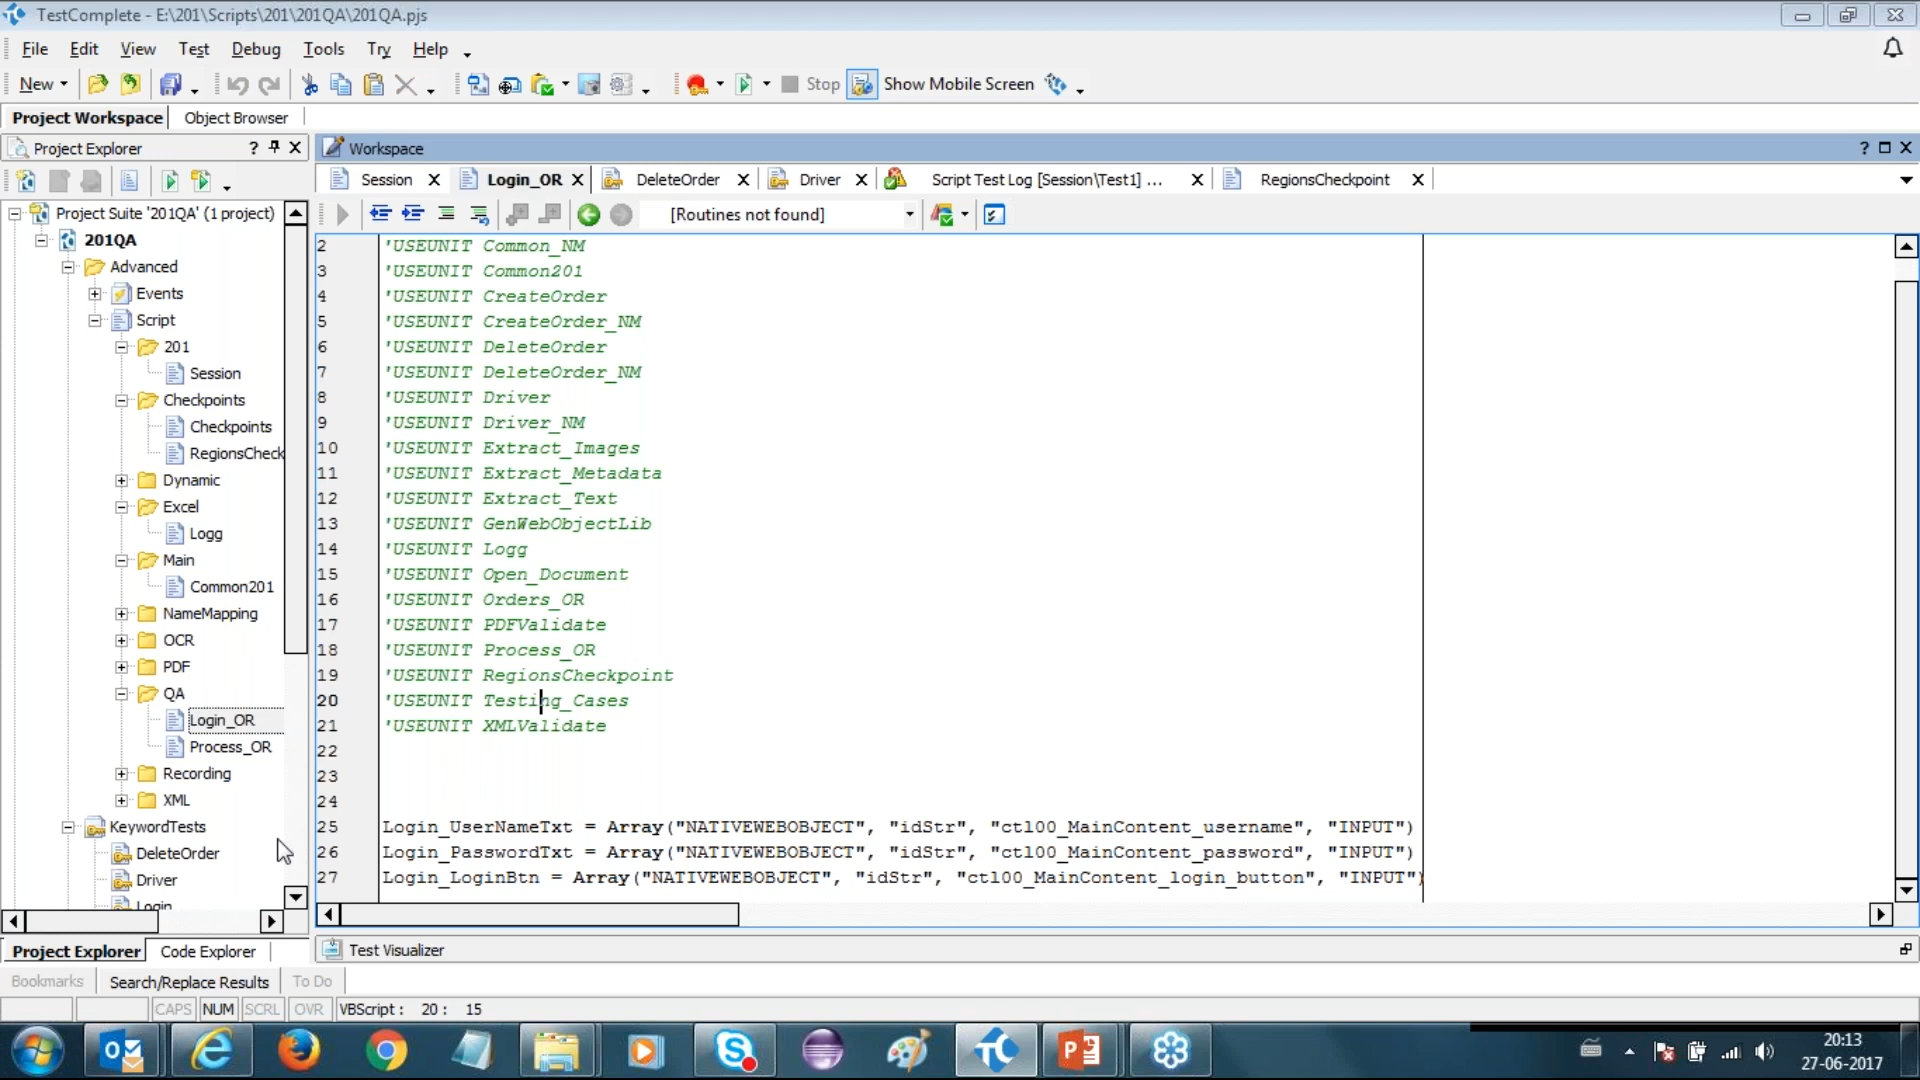 TestComplete - E:\201\Scripts\201\201QA\201QA.pjs
File Edit View Test Debug Tools Try Help
New Stop Show Mobile Screen
Project Workspace Object Browser
Project Explorer ?
Workspace ?
Session Login_OR DeleteOrder Driver Script Test Log [Session\Test1] ... RegionsCheckpoint
[Routines not found]
Project Suite '201QA' (1 project)
201QA
Advanced
Events
Script
201
Session
Checkpoints
Checkpoints
RegionsCheck
Dynamic
Excel
Logg
Main
Common201
NameMapping
OCR
PDF
QA
Login_OR
Process_OR
Recording
XML
KeywordTests
DeleteOrder
Driver
Login
2 'USEUNIT Common_NM
3 'USEUNIT Common201
4 'USEUNIT CreateOrder
5 'USEUNIT CreateOrder_NM
6 'USEUNIT DeleteOrder
7 'USEUNIT DeleteOrder_NM
8 'USEUNIT Driver
9 'USEUNIT Driver_NM
10 'USEUNIT Extract_Images
11 'USEUNIT Extract_Metadata
12 'USEUNIT Extract_Text
13 'USEUNIT GenWebObjectLib
14 'USEUNIT Logg
15 'USEUNIT Open_Document
16 'USEUNIT Orders_OR
17 'USEUNIT PDFValidate
18 'USEUNIT Process_OR
19 'USEUNIT RegionsCheckpoint
20 'USEUNIT Testing_Cases
21 'USEUNIT XMLValidate
22
23
24
25 Login_UserNameTxt = Array("NATIVEWEBOBJECT", "idStr", "ctl00_MainContent_username", "INPUT")
26 Login_PasswordTxt = Array("NATIVEWEBOBJECT", "idStr", "ctl00_MainContent_password", "INPUT")
27 Login_LoginBtn = Array("NATIVEWEBOBJECT", "idStr", "ctl00_MainContent_login_button", "INPUT")
Project Explorer Code Explorer
Test Visualizer
Bookmarks Search/Replace Results To Do
CAPS NUM SCRL OVR VBScript : 20 : 15
20:13
27-06-2017